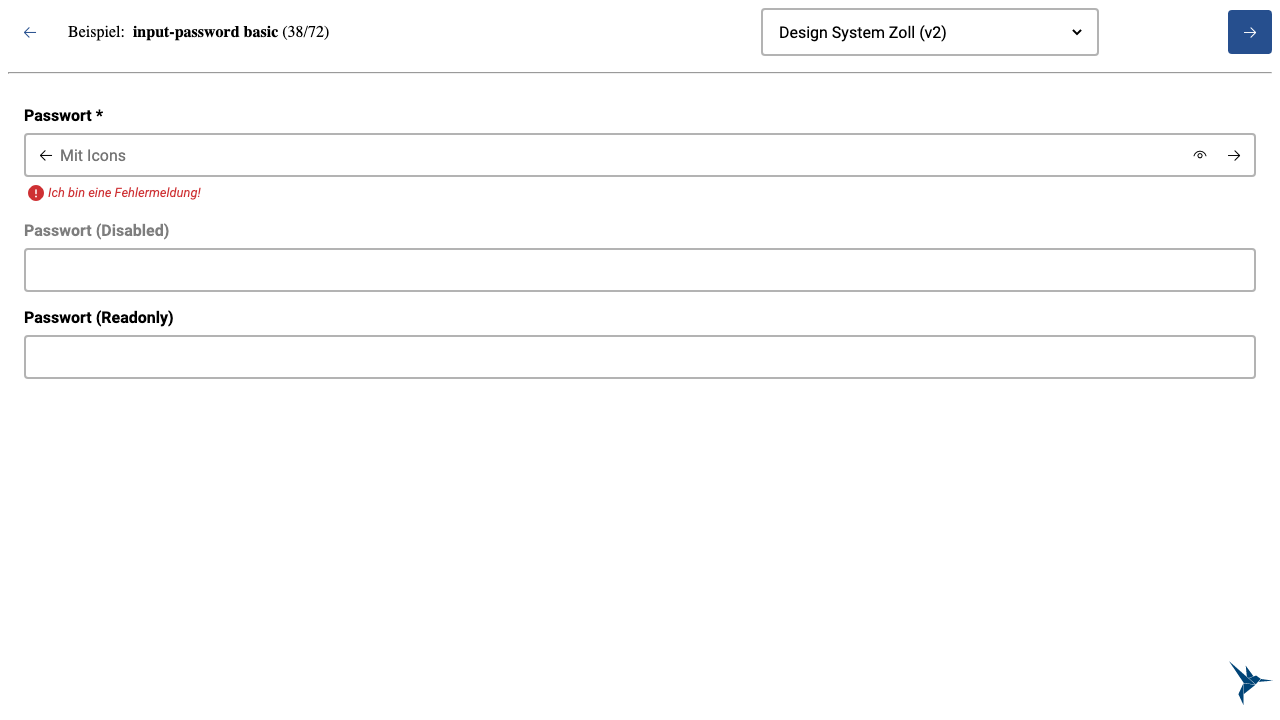 Beispiel: input-password basic (38/72)
Design System Zoll (v2)
Passwort *
Mit Icons
Ich bin eine Fehlermeldung!
Passwort (Disabled)
Passwort (Readonly)